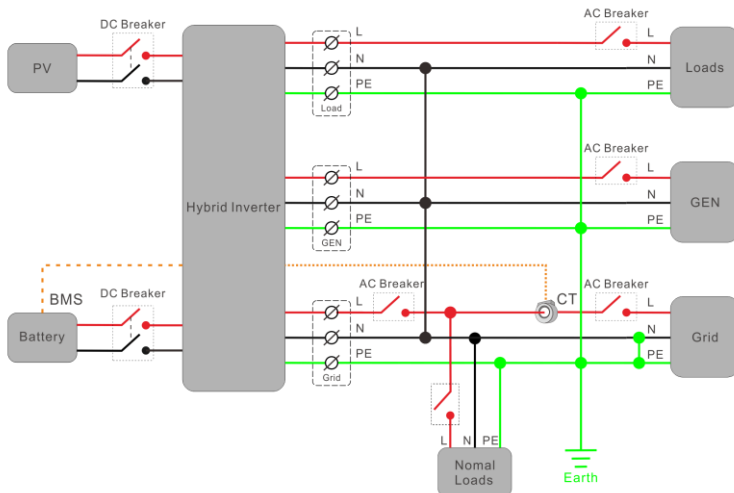 DC Breaker
PV
Hybrid Inverter
L
N
PE
Load
AC Breaker
L
N
PE
Loads
L
N
PE
GEN
AC Breaker
L
N
PE
GEN
BMS
DC Breaker
Battery
L
N
PE
Grid
AC Breaker
CT
AC Breaker
L
N
PE
Grid
L N PE
Nomal
Loads
Earth